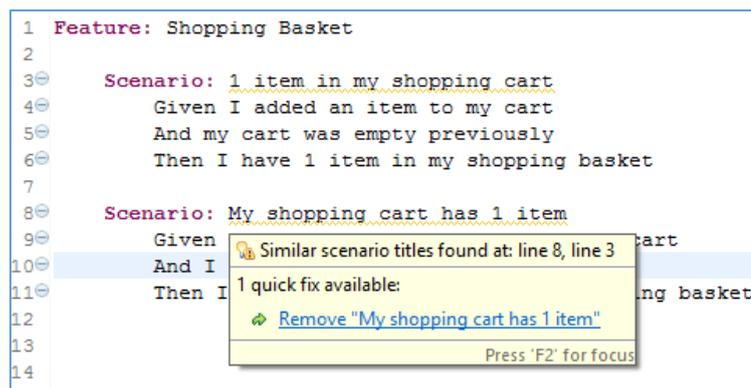 1 Feature: Shopping Basket
2
3 Scenario: 1 item in my shopping cart
4 Given I added an item to my cart
5 And my cart was empty previously
6 Then I have 1 item in my shopping basket
7
8 Scenario: My shopping cart has 1 item
9 Given cart
10 And I
11 Then I ng basket
12
13
14
Similar scenario titles found at: line 8, line 3
1 quick fix available:
Remove "My shopping cart has 1 item"
Press 'F2' for focus